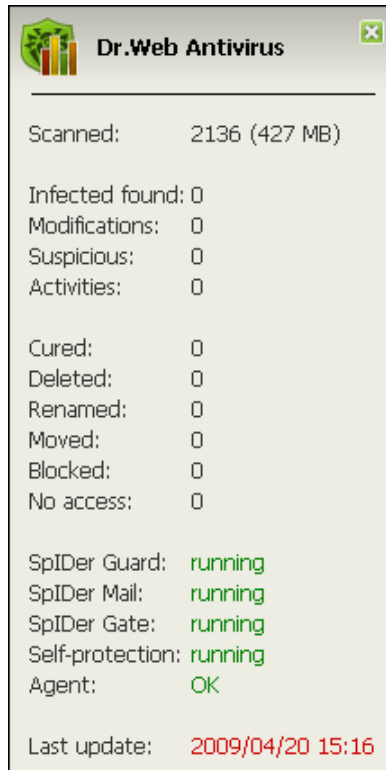 Dr.Web Antivirus
Scanned: 2136 (427 MB)
Infected found: 0
Modifications: 0
Suspicious: 0
Activities: 0
Cured: 0
Deleted: 0
Renamed: 0
Moved: 0
Blocked: 0
No access: 0
SpIDer Guard: running
SpIDer Mail: running
SpIDer Gate: running
Self-protection: running
Agent: OK
Last update: 2009/04/20 15:16